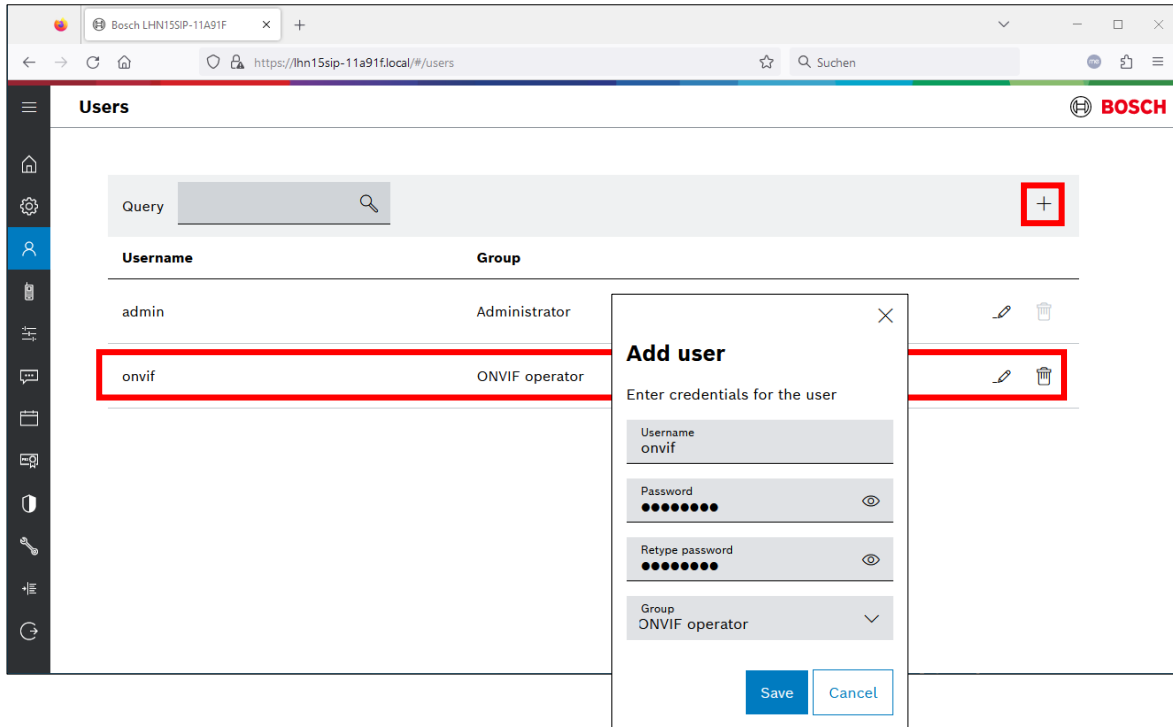 Bosch LHN15SIP-11A91F
https://lhn15sip-11a91f.local/#/users
Suchen
me
Users
BOSCH
Query
Username Group
admin Administrator
onvif ONVIF operator
Add user
Enter credentials for the user
Username
onvif
Password
●●●●●●●●
Retype password
●●●●●●●●
Group
ONVIF operator
Save Cancel